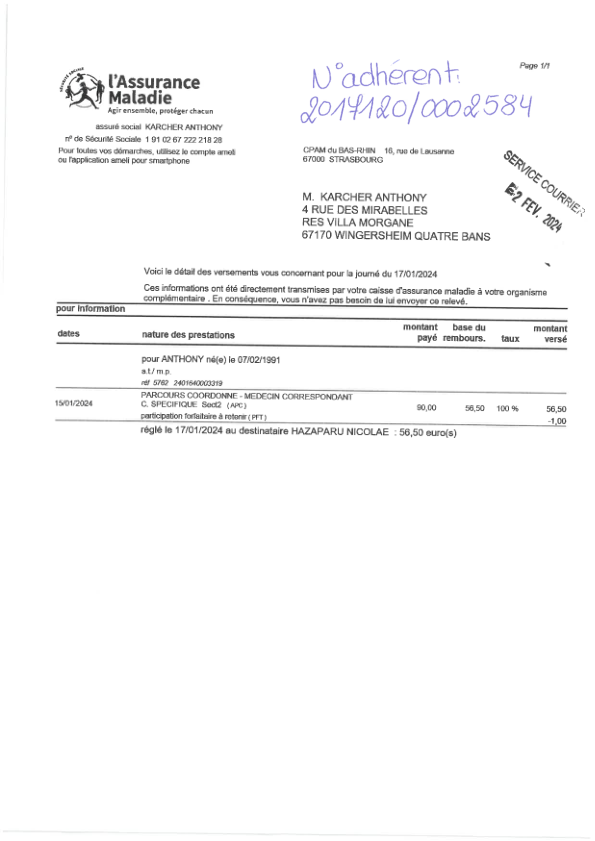 Page 1/1
N° adhérent:
2017120/0002584
SÉCURITÉ SOCIALE
l'Assurance
Maladie
Agir ensemble, protéger chacun
assuré social KARCHER ANTHONY
n° de Sécurité Sociale 1 91 02 67 222 218 28
Pour toutes vos démarches, utilisez le compte ameli
ou l'application ameli pour smartphone
CPAM du BAS-RHIN 16, rue de Lausanne
67000 STRASBOURG
SERVICE COURRIER
2 FEV. 2024
M. KARCHER ANTHONY
4 RUE DES MIRABELLES
RES VILLA MORGANE
67170 WINGERSHEIM QUATRE BANS
Voici le détail des versements vous concernant pour la journé du 17/01/2024
Ces informations ont été directement transmises par votre caisse d'assurance maladie à votre organisme
complémentaire . En conséquence, vous n'avez pas besoin de lui envoyer ce relevé.
pour information
dates nature des prestations montant payé base du rembours. taux montant versé
pour ANTHONY né(e) le 07/02/1991
a.t./ m.p.
réf 5762 2401640003319
15/01/2024 PARCOURS COORDONNE - MEDECIN CORRESPONDANT
C. SPECIFIQUE Sect2 (APC) 90,00 56,50 100 % 56,50
participation forfaitaire à retenir (PFT) -1,00
réglé le 17/01/2024 au destinataire HAZAPARU NICOLAE : 56,50 euro(s)